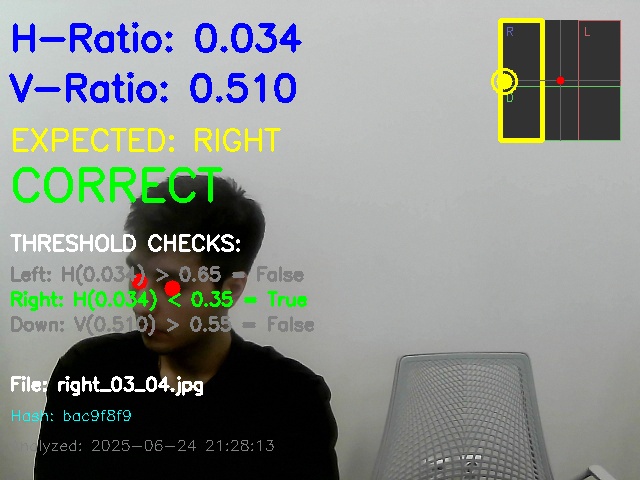 H-Ratio: 0.034
V-Ratio: 0.510
EXPECTED: RIGHT
CORRECT
THRESHOLD CHECKS:
Left: H(0.034) > 0.65 = False
Right: H(0.034) < 0.35 = True
Down: V(0.510) > 0.55 = False
File: right_03_04.jpg
Hash: bac9f8f9
Analyzed: 2025-06-24 21:28:13
R
L
D